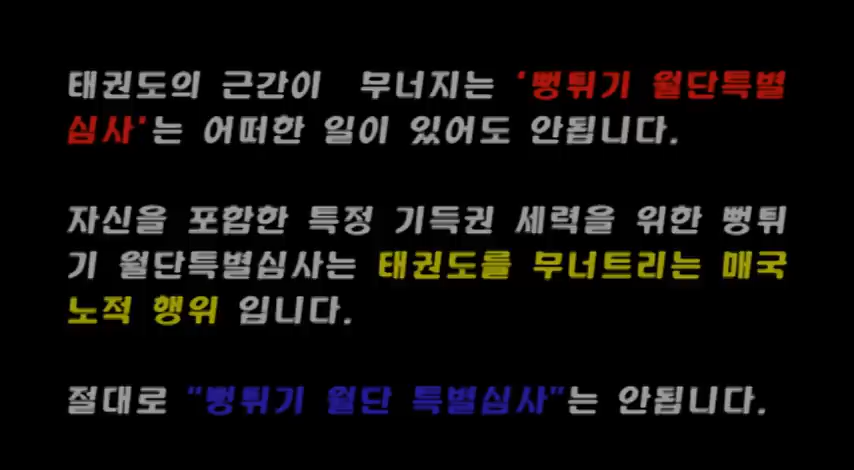 태권도의 근간이 무너지는 '뻥튀기 월단특별
심사'는 어떠한 일이 있어도 안됩니다.
자신을 포함한 특정 기득권 세력을 위한 뻥튀
기 월단특별심사는 태권도를 무너트리는 매국
노적 행위 입니다.
절대로 "뻥튀기 월단 특별심사"는 안됩니다.